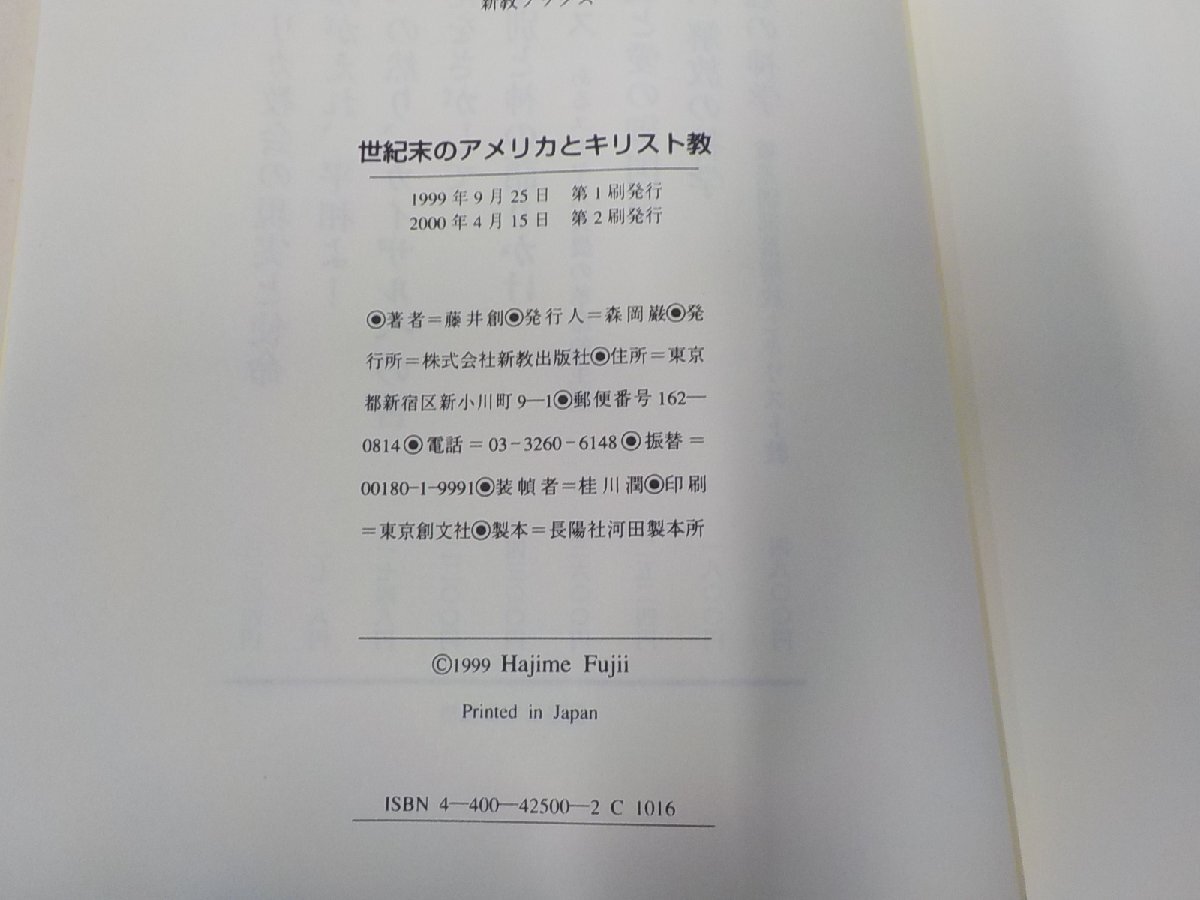 新教ブックス
世紀末のアメリカとキリスト教
1999年9月25日 第1刷発行
2000年4月15日 第2刷発行
◉著者=藤井創◉発行人=森岡巌◉発
行所=株式会社新教出版社◉住所=東京
都新宿区新小川町9—1◉郵便番号162—
0814◉電話=03-3260-6148◉振替=
00180-1-9991◉装幀者=桂川潤◉印刷
=東京創文社◉製本=長陽社河田製本所
©1999 Hajime Fujii
Printed in Japan
ISBN 4—400—42500—2 C 1016